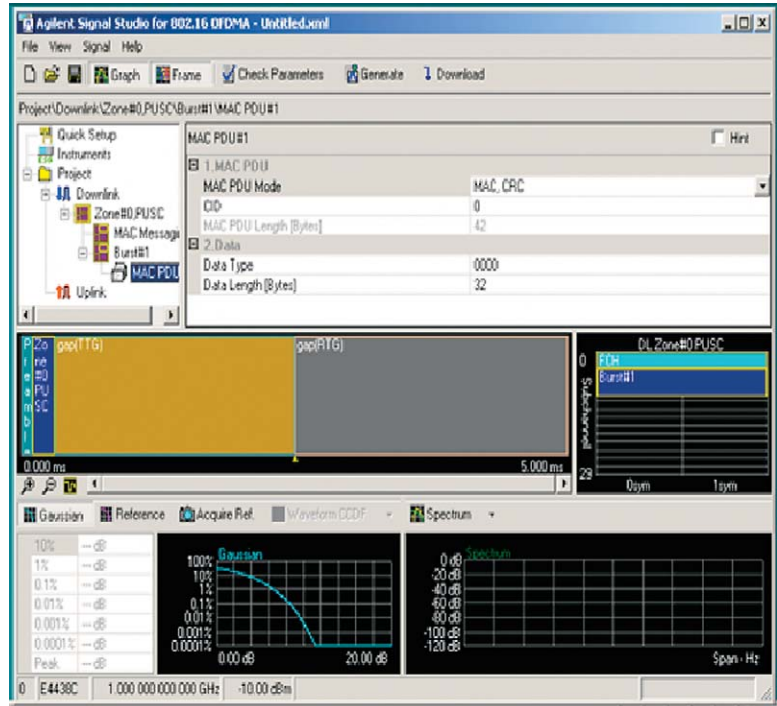 Agilent Signal Studio for 802.16 OFDMA - Untitled.xml
File View Signal Help
Graph Frame Check Parameters Generate Download
Project\Downlink\Zone#0,PUSC\Burst#1\MAC PDU#1
Quick Setup
Instruments
Project
Downlink
Zone#0,PUSC
MAC Messagi
Burst#1
MAC PDU
Uplink
MAC PDU#1 Hint
1.MAC PDU
MAC PDU Mode MAC, CRC
CID 0
MAC PDU Length [Bytes] 42
2.Data
Data Type 0000
Data Length [Bytes] 32
Preambl
Zone #0 PUSC
gap(TTG) gap(RTG)
0.000 ms 5.000 ms
DL Zone#0 PUSC
0 FCH
Burst#1
Subchannel
29
0sym 1sym
Gaussian Reference Acquire Ref. Waveform CCDF Spectrum
10% -- dB
1% -- dB
0.1% -- dB
0.01% -- dB
0.001% -- dB
0.0001% -- dB
Peak -- dB
Gaussian
100%
10%
1%
0.1%
0.01%
0.001%
0.0001%
0.00 dB 20.00 dB
Spectrum
0 dB
-20 dB
-40 dB
-60 dB
-80 dB
-100 dB
-120 dB
Span - Hz
0 E4438C 1.000 000 000 000 GHz -10.00 dBm